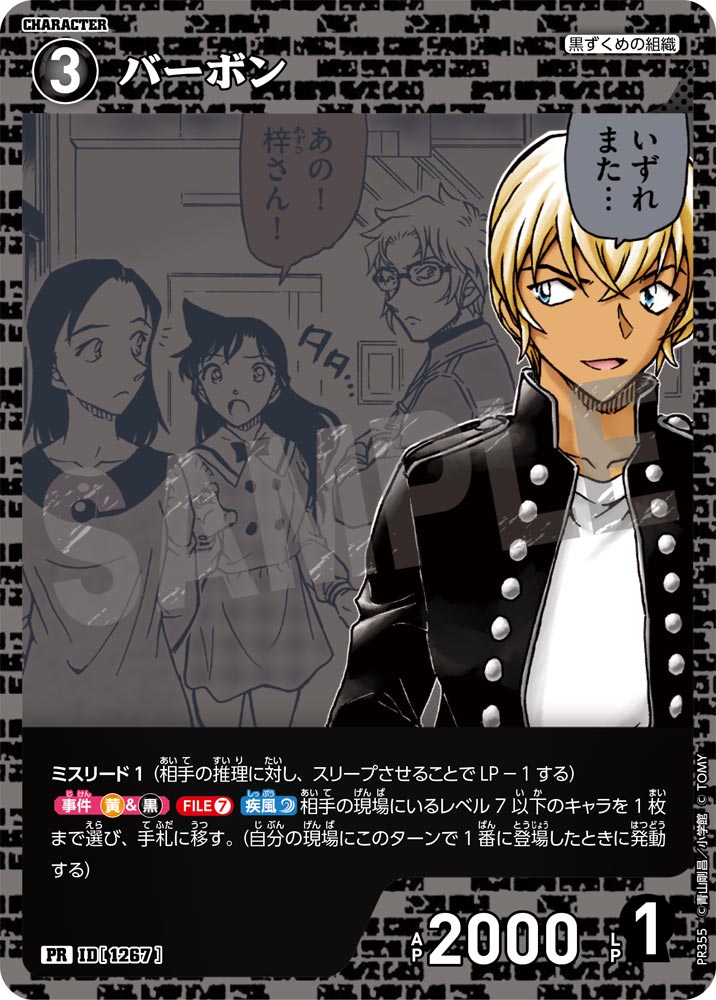 CHARACTER
3
バーボン
黒ずくめの組織
いずれ
また…
あの！
梓さん！
あずさ
タタ…
SAMPLE
ミスリード1（相手の推理に対し、スリープさせることでLP－1する）
事件 黄&黒 FILE7 疾風 相手の現場にいるレベル7以下のキャラを1枚
まで選び、手札に移す。（自分の現場にこのターンで1番に登場したときに発動
する）
PR ID[1267]
AP 2000 LP 1
PR355 ©青山剛昌／小学館 © TOMY